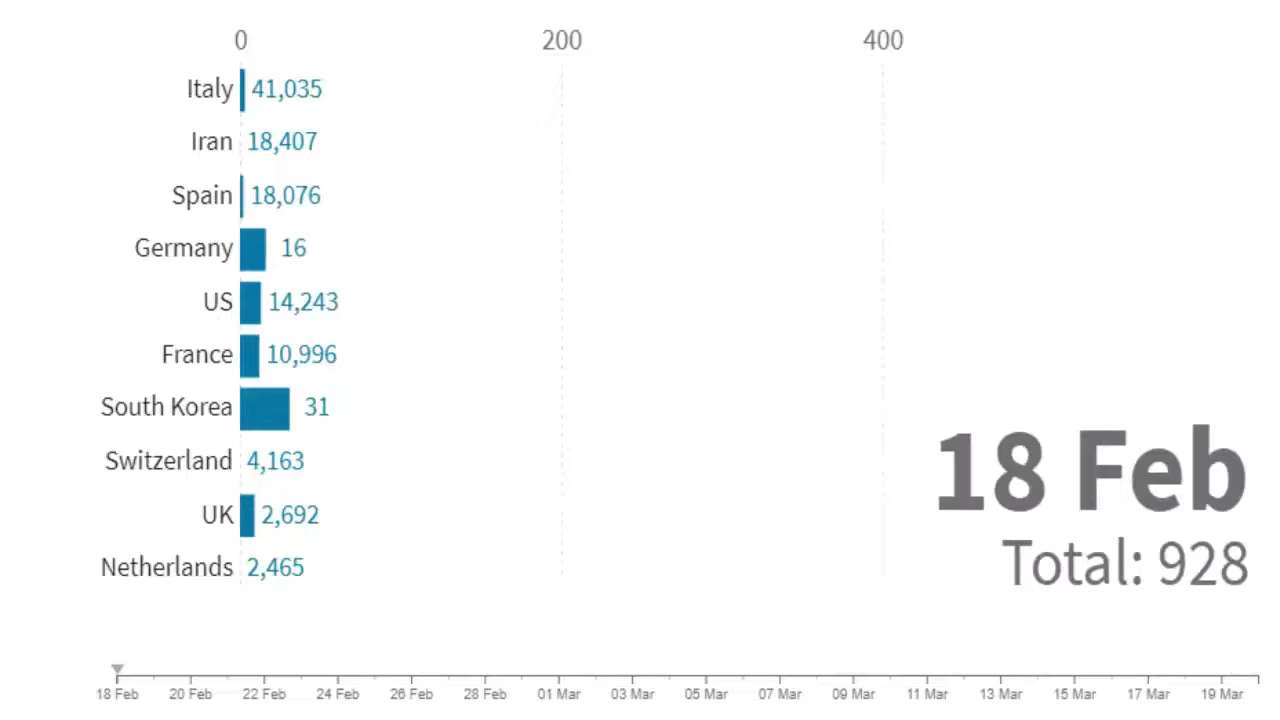 0 200 400
Italy 41,035
Iran 18,407
Spain 18,076
Germany 16
US 14,243
France 10,996
South Korea 31
Switzerland 4,163
UK 2,692
Netherlands 2,465
18 Feb
Total: 928
18 Feb 20 Feb 22 Feb 24 Feb 26 Feb 28 Feb 01 Mar 03 Mar 05 Mar 07 Mar 09 Mar 11 Mar 13 Mar 15 Mar 17 Mar 19 Mar